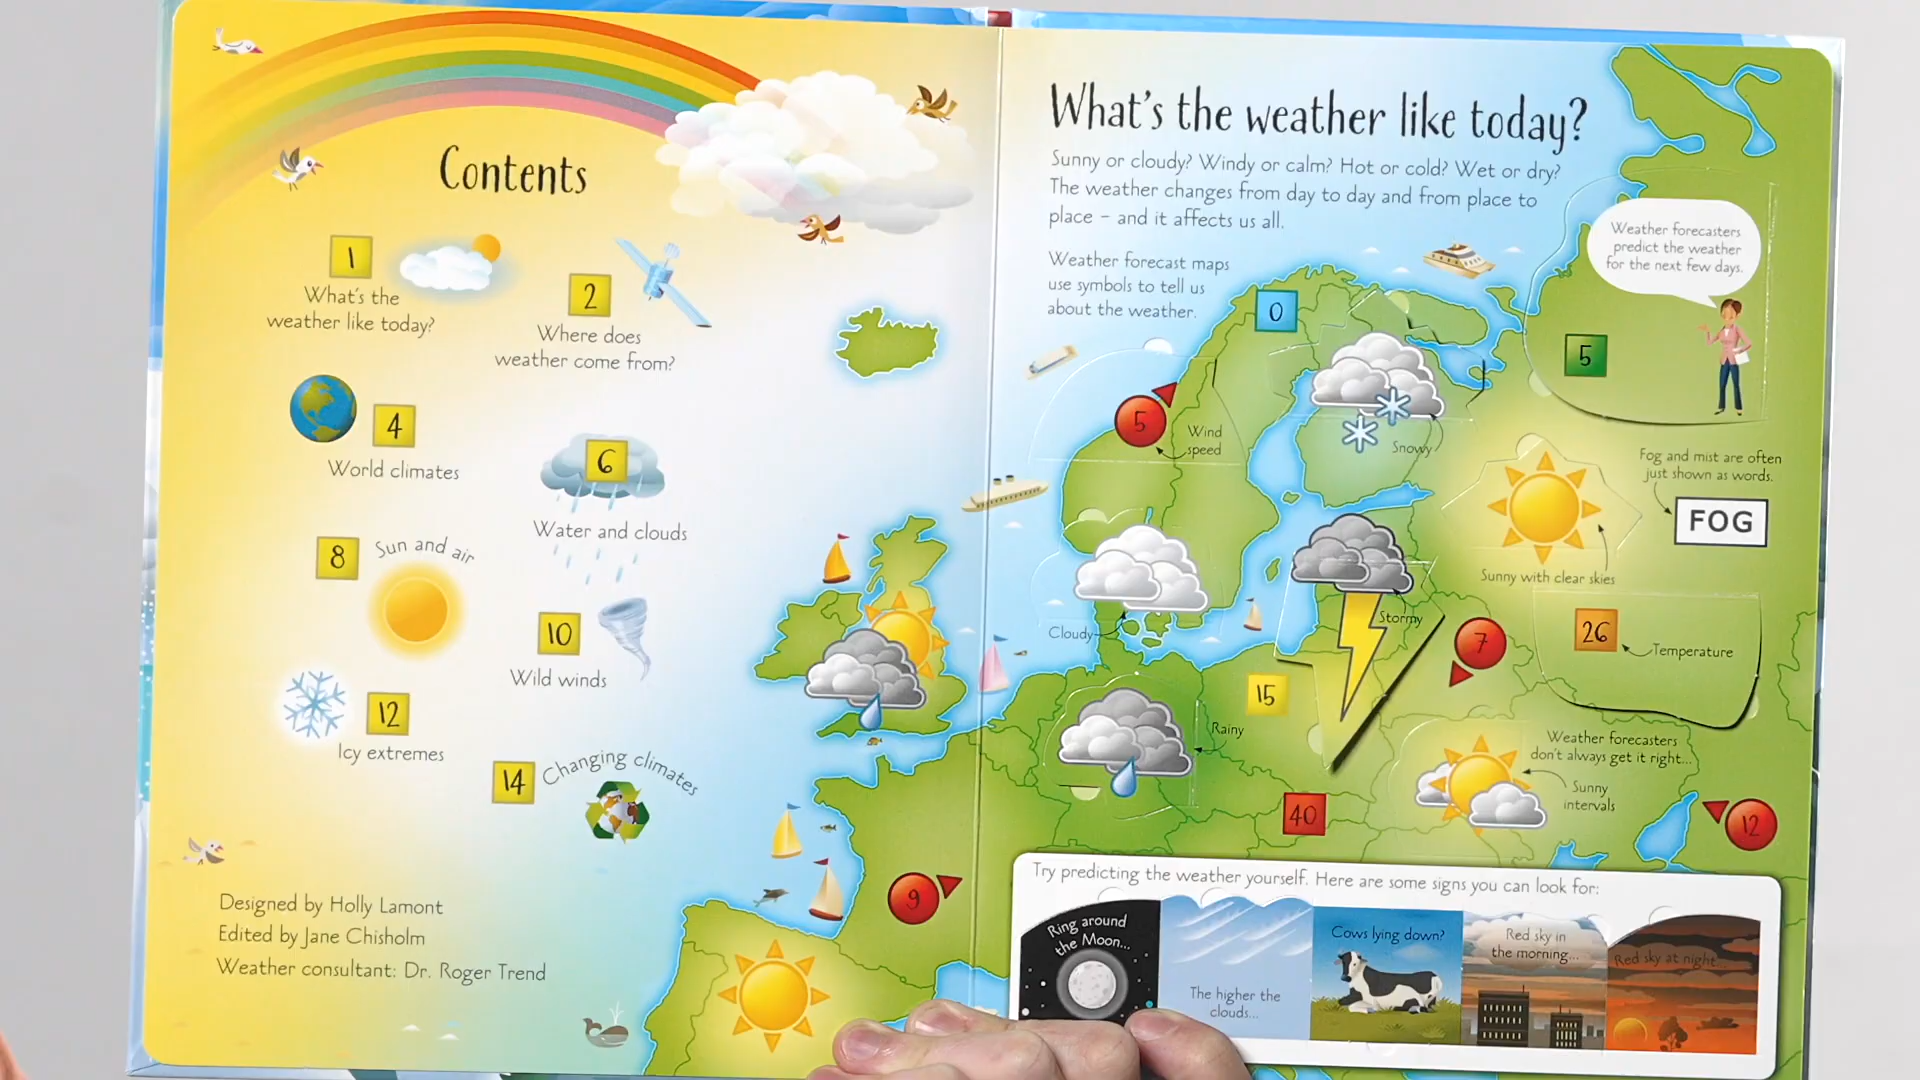 Contents
1
What's the
weather like today?
2
Where does
weather come from?
4
World climates
6
Water and clouds
8
Sun and air
10
Wild winds
12
Icy extremes
14
Changing climates
Designed by Holly Lamont
Edited by Jane Chisholm
Weather consultant: Dr. Roger Trend
9
What's the weather like today?
Sunny or cloudy? Windy or calm? Hot or cold? Wet or dry?
The weather changes from day to day and from place to
place – and it affects us all.
Weather forecast maps
use symbols to tell us
about the weather.
Weather forecasters
predict the weather
for the next few days.
0
5
5
Wind
speed
Snowy
Fog and mist are often
just shown as words.
FOG
Sunny with clear skies
Cloudy
Stormy
7
26
Temperature
15
Rainy
Weather forecasters
don't always get it right...
Sunny
intervals
40
12
Try predicting the weather yourself. Here are some signs you can look for:
Ring around
the Moon...
The higher the
clouds...
Cows lying down?
Red sky in
the morning...
Red sky at night...